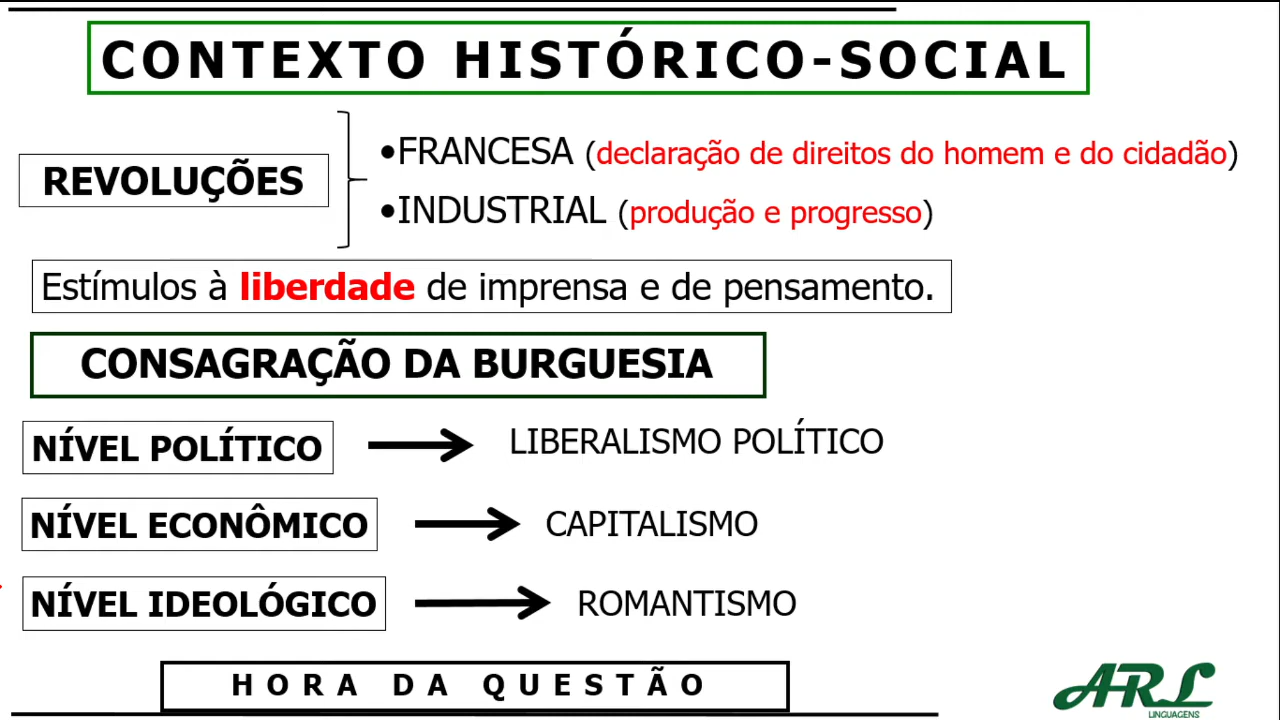 CONTEXTO HISTÓRICO-SOCIAL
REVOLUÇÕES
•FRANCESA (declaração de direitos do homem e do cidadão)
•INDUSTRIAL (produção e progresso)
Estímulos à liberdade de imprensa e de pensamento.
CONSAGRAÇÃO DA BURGUESIA
NÍVEL POLÍTICO
LIBERALISMO POLÍTICO
NÍVEL ECONÔMICO
CAPITALISMO
NÍVEL IDEOLÓGICO
ROMANTISMO
HORA DA QUESTÃO
ARL
LINGUAGENS